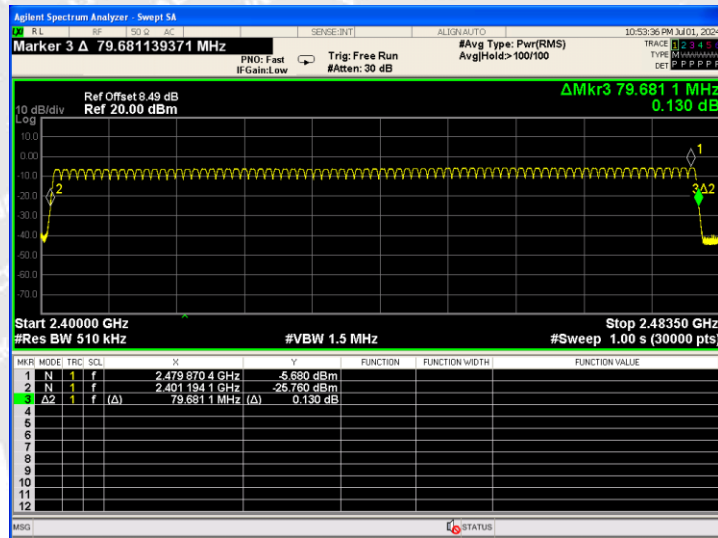 Agilent Spectrum Analyzer - Swept SA
RL RF 50 Ω AC SENSE:INT ALIGNAUTO 10:53:36 PM Jul 01, 2024
Marker 3 Δ 79.681139371 MHz
PNO: Fast
IFGain:Low
Trig: Free Run
#Atten: 30 dB
#Avg Type: Pwr(RMS)
Avg|Hold:>100/100
TRACE 1 2 3 4 5
TYPE M
DET P P P P P
ΔMkr3 79.681 1 MHz
0.130 dB
Ref Offset 8.49 dB
10 dB/div Ref 20.00 dBm
Log
10.0
0.00
-10.0
-20.0
-30.0
-40.0
-50.0
-60.0
-70.0
1
2
3Δ2
Start 2.40000 GHz Stop 2.48350 GHz
#Res BW 510 kHz #VBW 1.5 MHz #Sweep 1.00 s (30000 pts)
MKR MODE TRC SCL X Y FUNCTION FUNCTION WIDTH FUNCTION VALUE
1 N 1 f 2.479 870 4 GHz -5.680 dBm
2 N 1 f 2.401 194 1 GHz -25.760 dBm
3 Δ2 1 f (Δ) 79.681 1 MHz (Δ) 0.130 dB
4
5
6
7
8
9
10
11
12
MSG STATUS